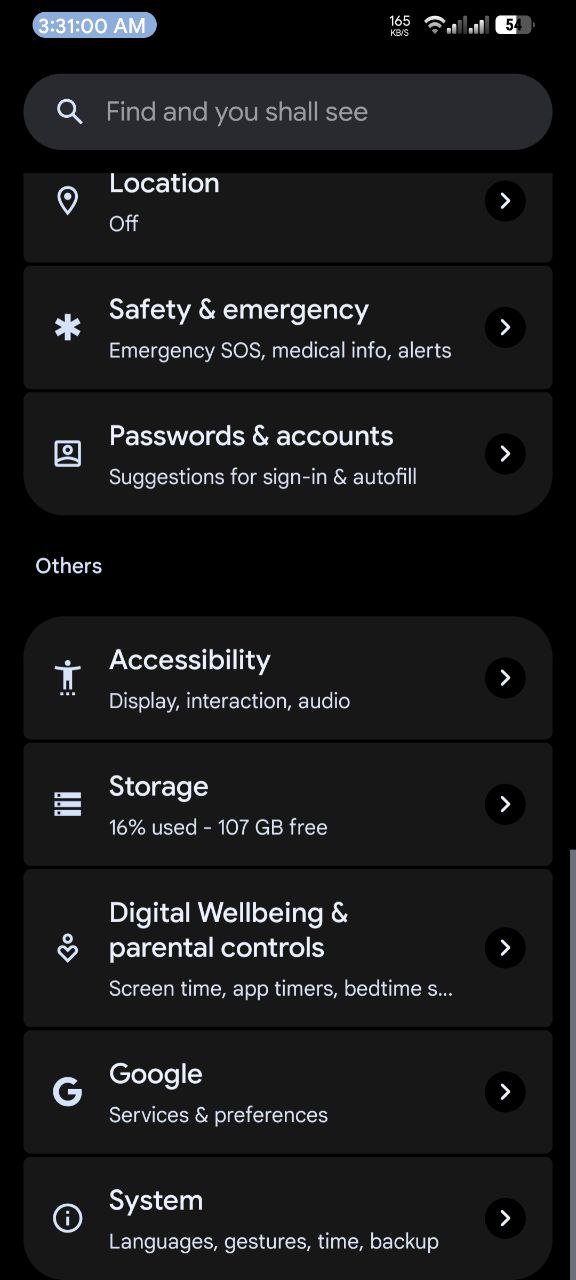 3:31:00 AM
165
KB/S
54
Find and you shall see
Location
Off
Safety & emergency
Emergency SOS, medical info, alerts
Passwords & accounts
Suggestions for sign-in & autofill
Others
Accessibility
Display, interaction, audio
Storage
16% used - 107 GB free
Digital Wellbeing &
parental controls
Screen time, app timers, bedtime s...
Google
Services & preferences
System
Languages, gestures, time, backup